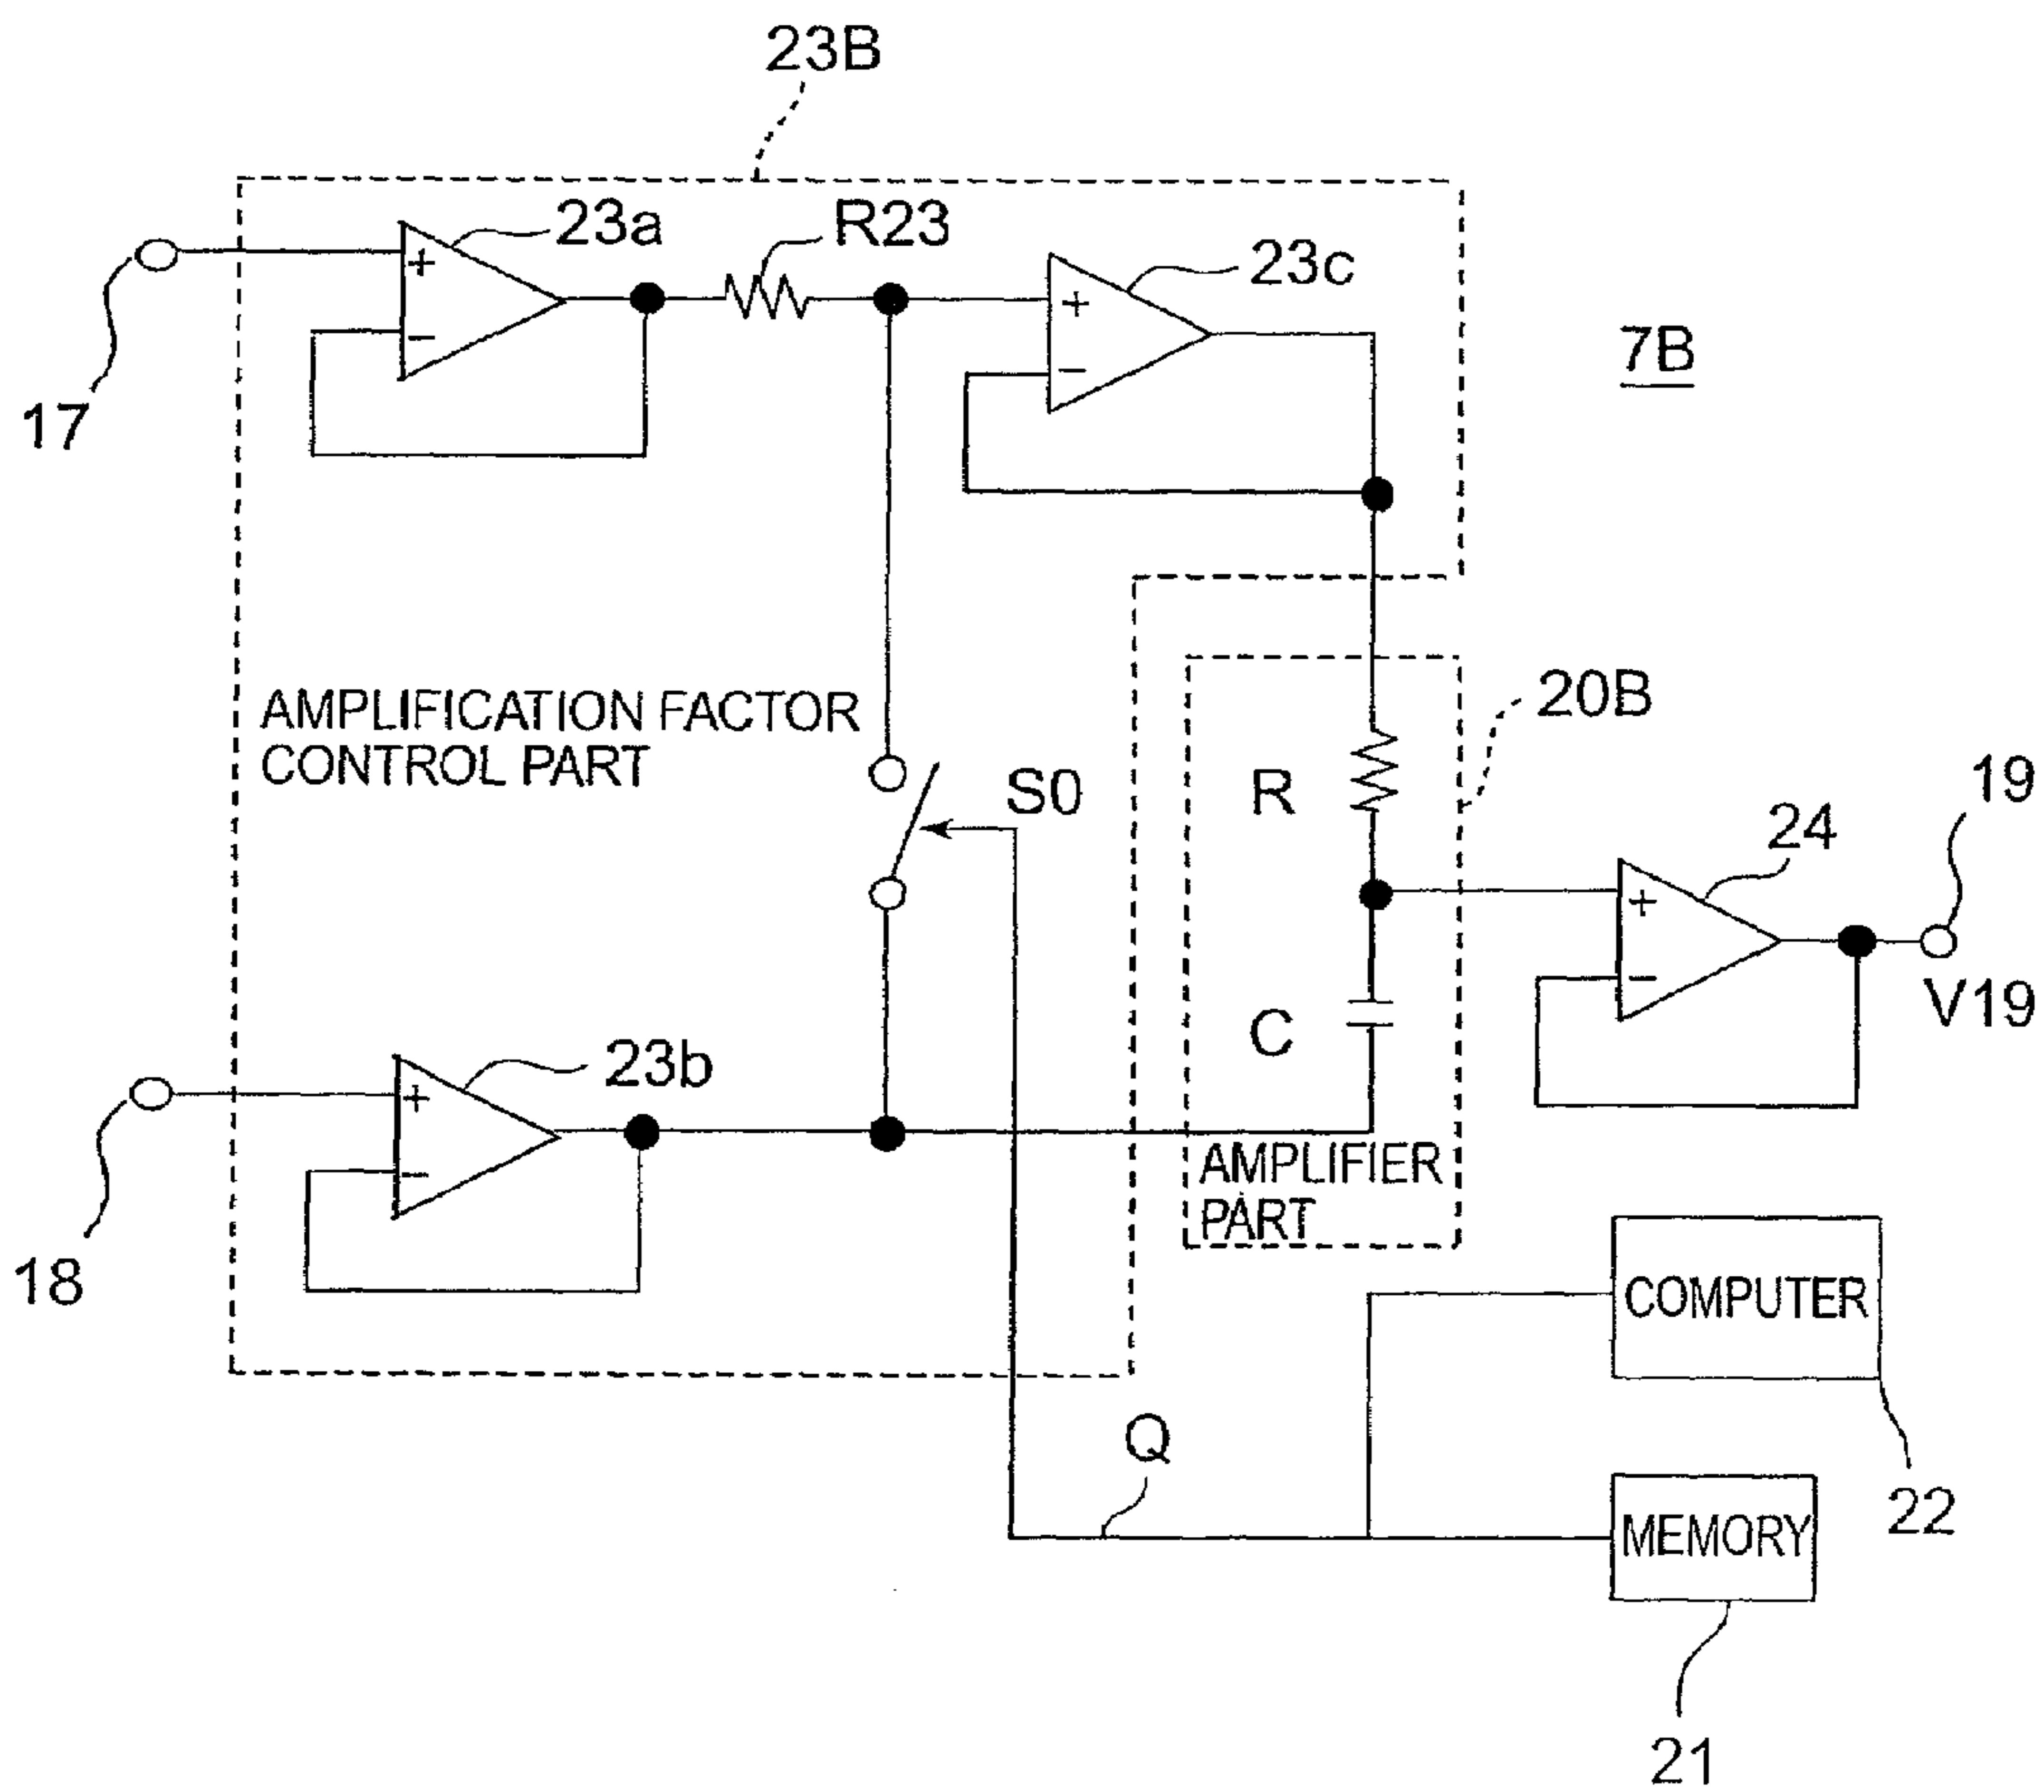 23B
23a
R23
23c
7B
17
AMPLIFICATION FACTOR
CONTROL PART
S0
R
20B
19
24
C
V19
23b
18
AMPLIFIER
PART
COMPUTER
Q
22
MEMORY
21